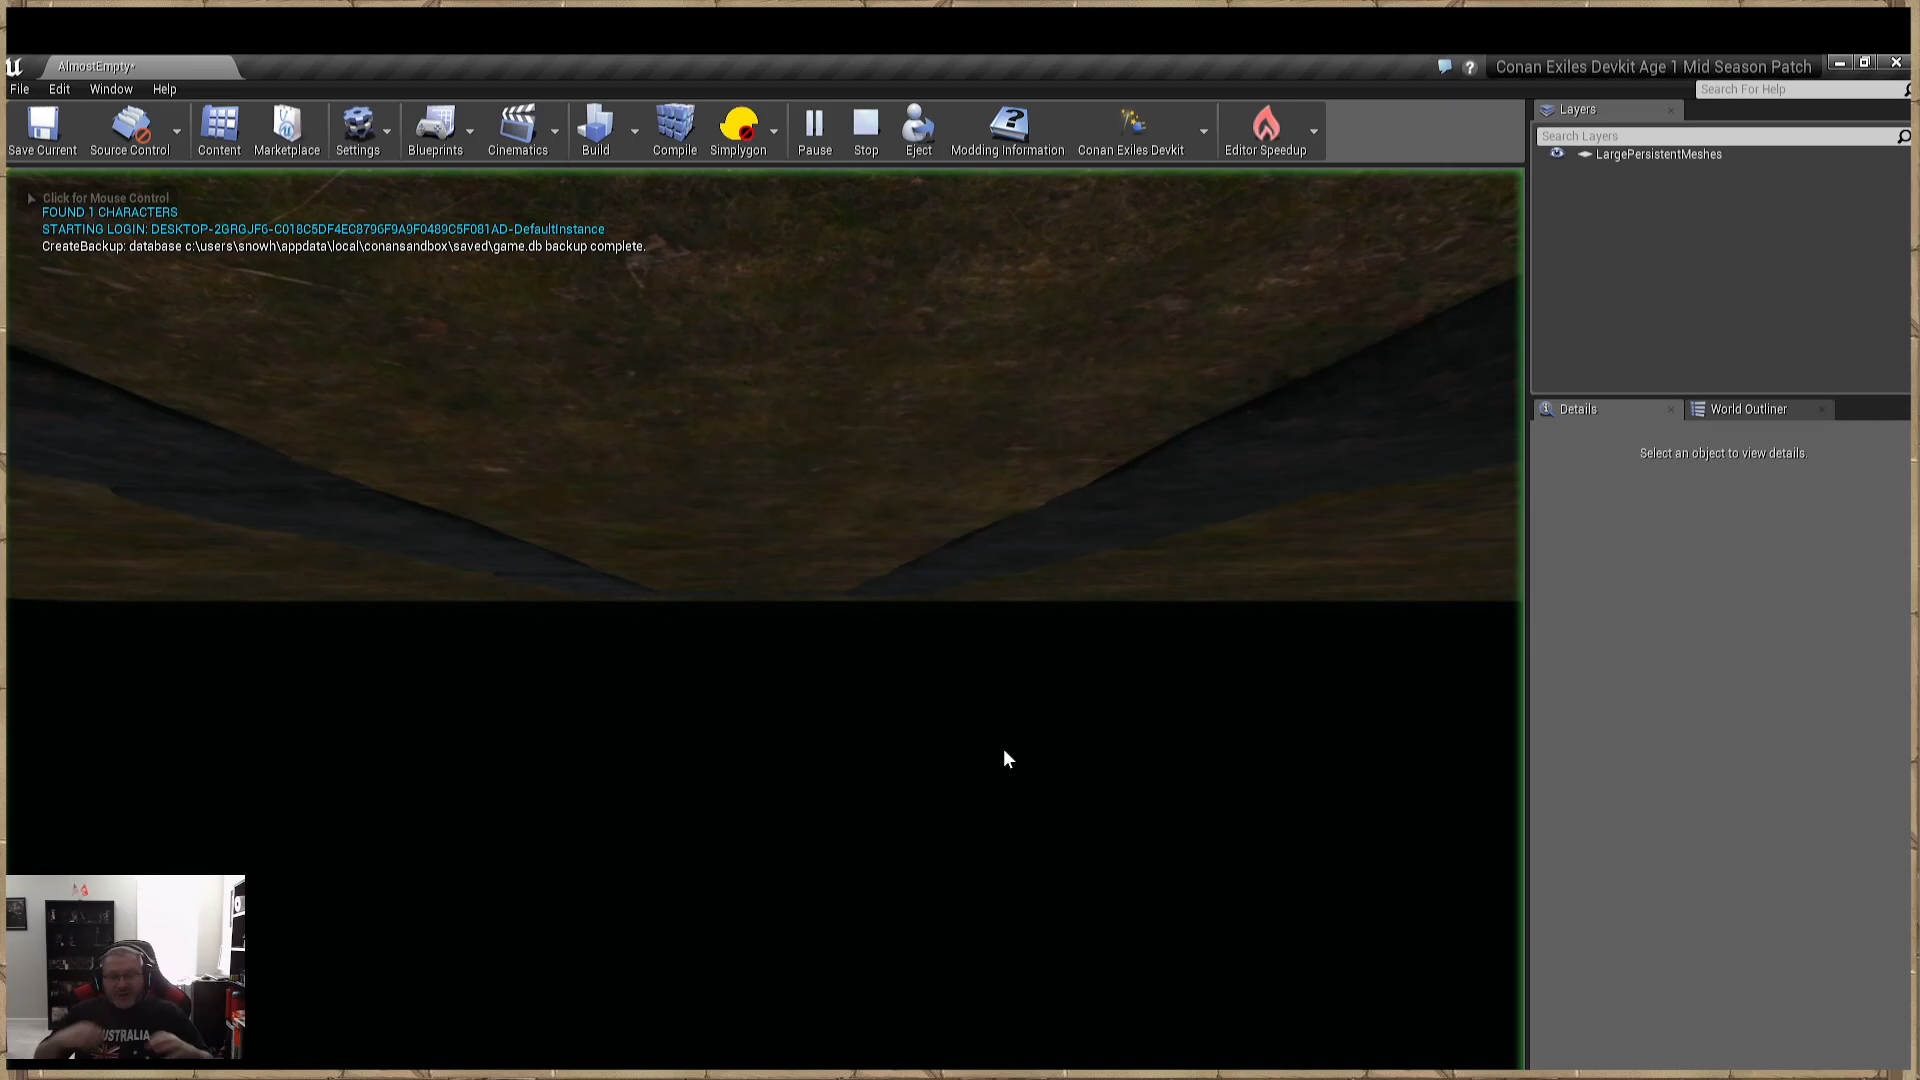 AlmostEmpty*
Conan Exiles Devkit Age 1 Mid Season Patch
File Edit Window Help
Search For Help
Save Current Source Control Content Marketplace Settings Blueprints Cinematics Build Compile Simplygon Pause Stop Eject Modding Information Conan Exiles Devkit Editor Speedup
Layers
Search Layers
LargePersistentMeshes
Click for Mouse Control
FOUND 1 CHARACTERS
STARTING LOGIN: DESKTOP-2GRGJF6-C018C5DF4EC8796F9A9F0489C5F081AD-DefaultInstance
CreateBackup: database c:\users\snowh\appdata\local\conansandbox\saved\game.db backup complete.
Details World Outliner
Select an object to view details.
USTRALIA